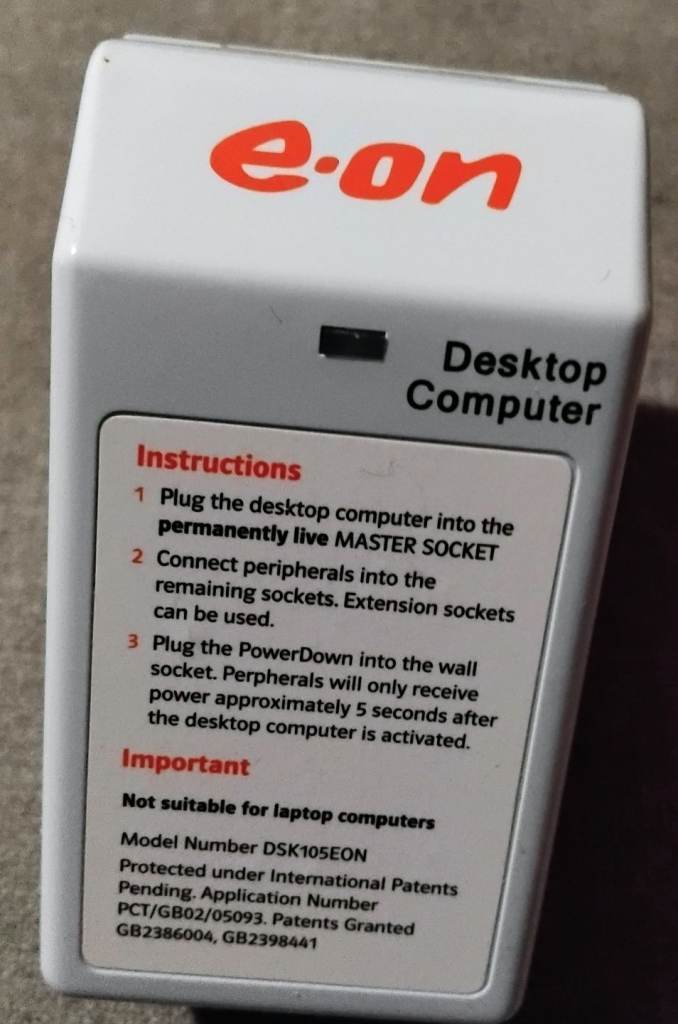 e·on
Desktop
Computer
Instructions
1 Plug the desktop computer into the
permanently live MASTER SOCKET
2 Connect peripherals into the
remaining sockets. Extension sockets
can be used.
3 Plug the PowerDown into the wall
socket. Perpherals will only receive
power approximately 5 seconds after
the desktop computer is activated.
Important
Not suitable for laptop computers
Model Number DSK105EON
Protected under International Patents
Pending. Application Number
PCT/GB02/05093. Patents Granted
GB2386004, GB2398441